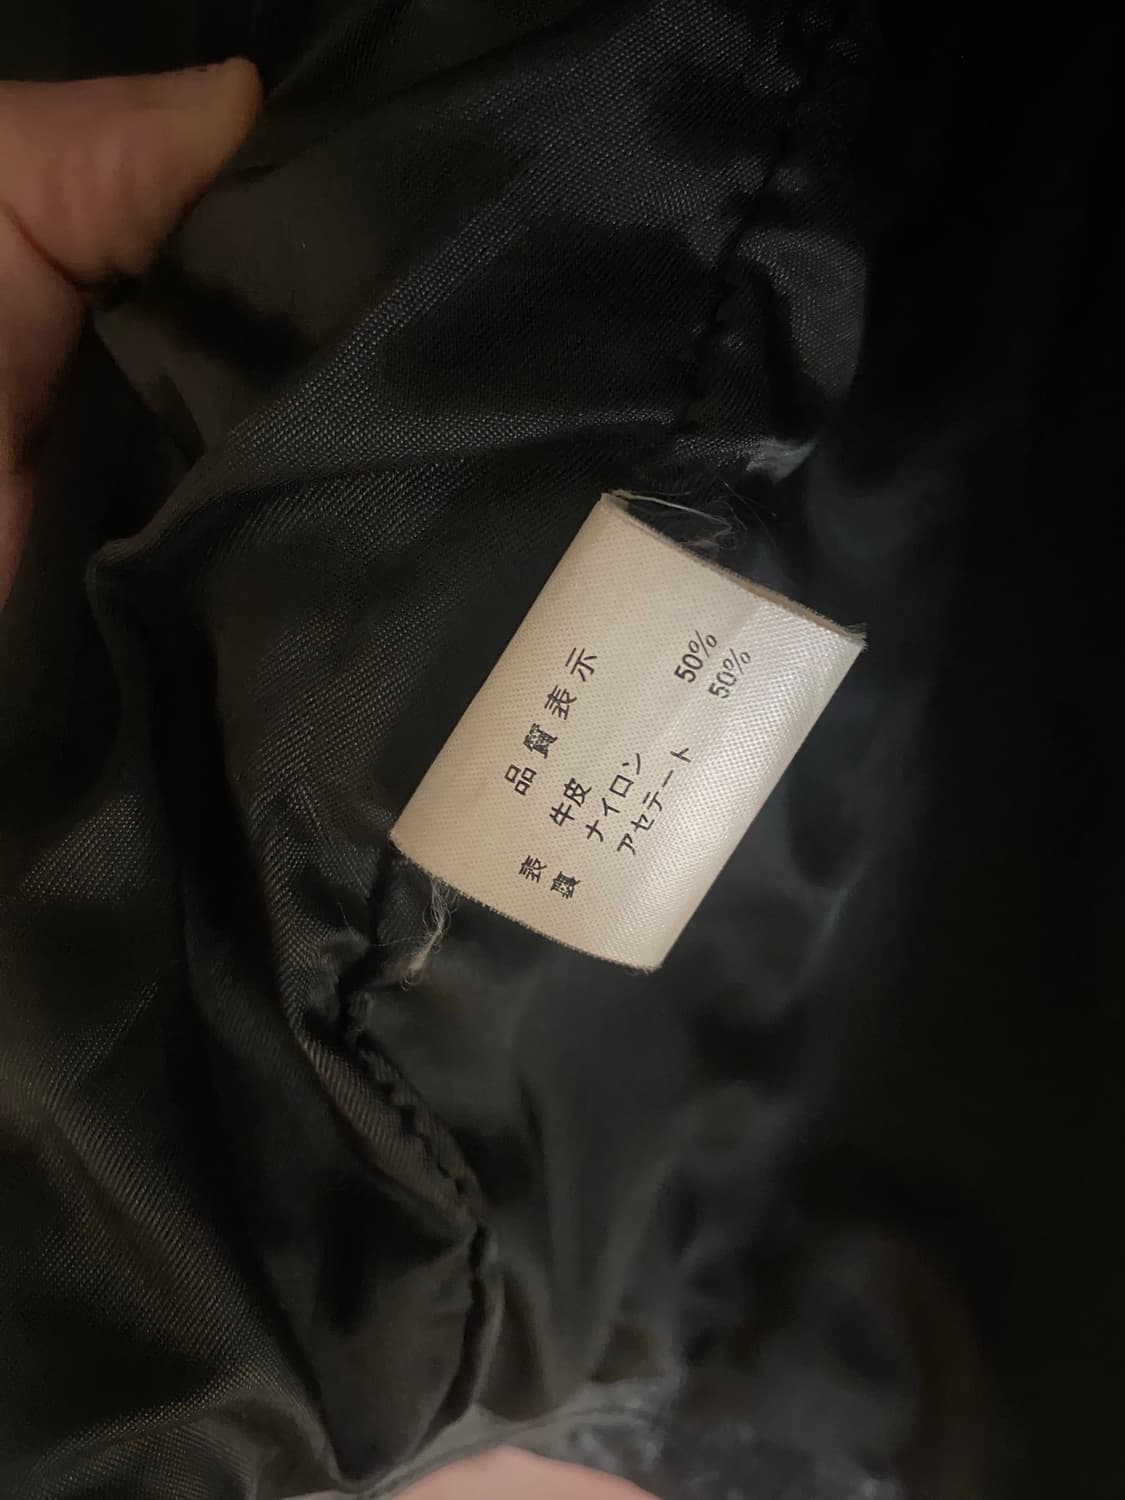 品質表示
表 牛皮
裏 ナイロン 50%
アセテート 50%